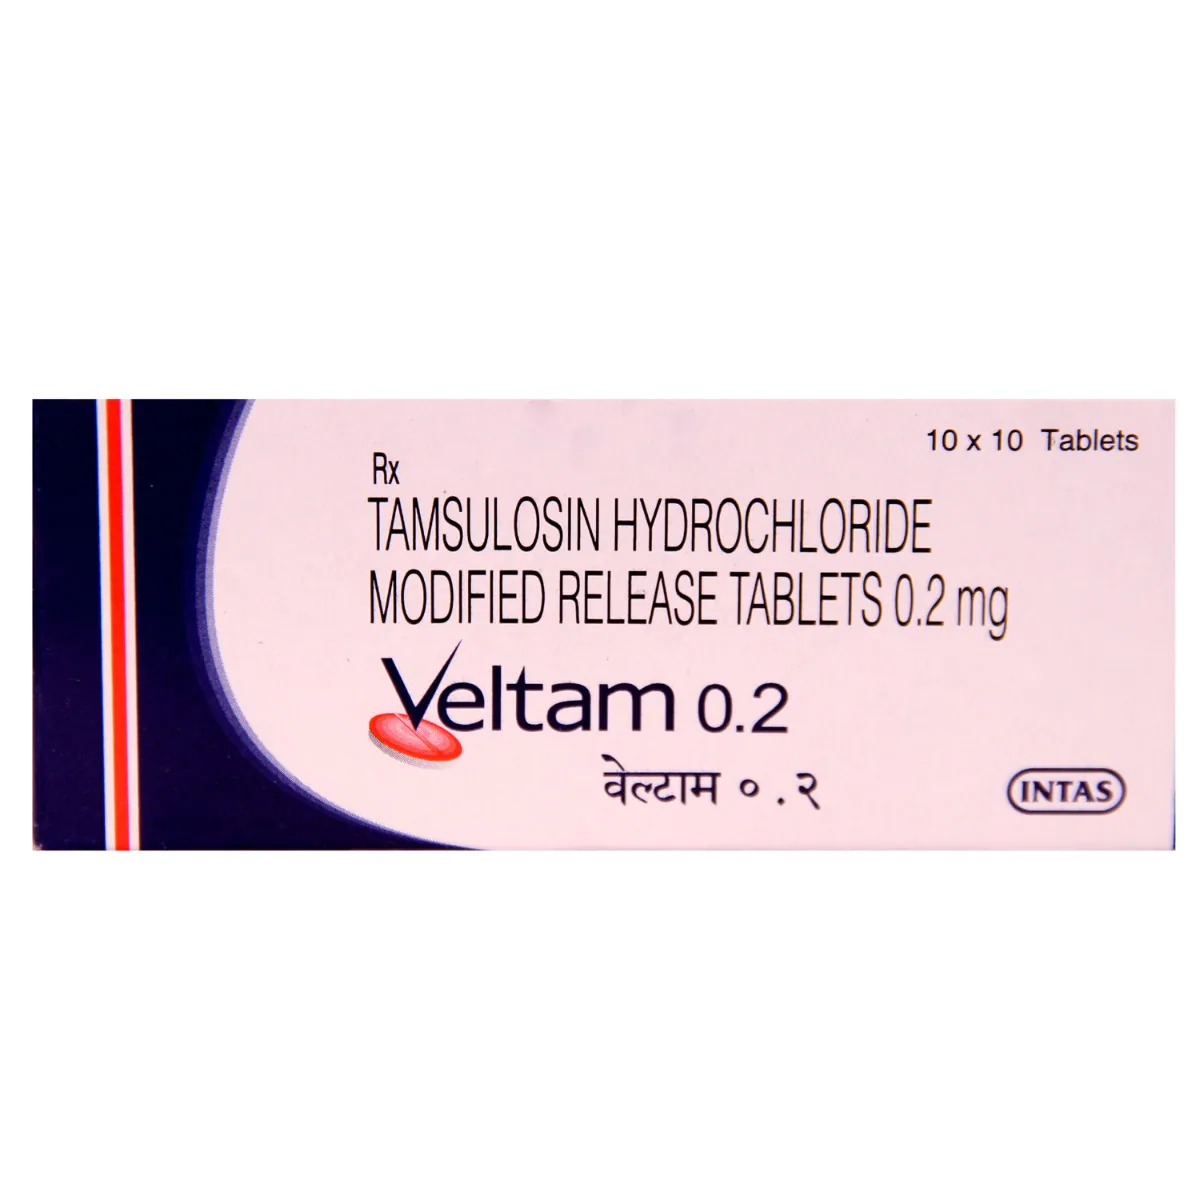 10 x 10 Tablets
Rx
TAMSULOSIN HYDROCHLORIDE
MODIFIED RELEASE TABLETS 0.2 mg
Veltam 0.2
वेल्टाम ०.२
INTAS